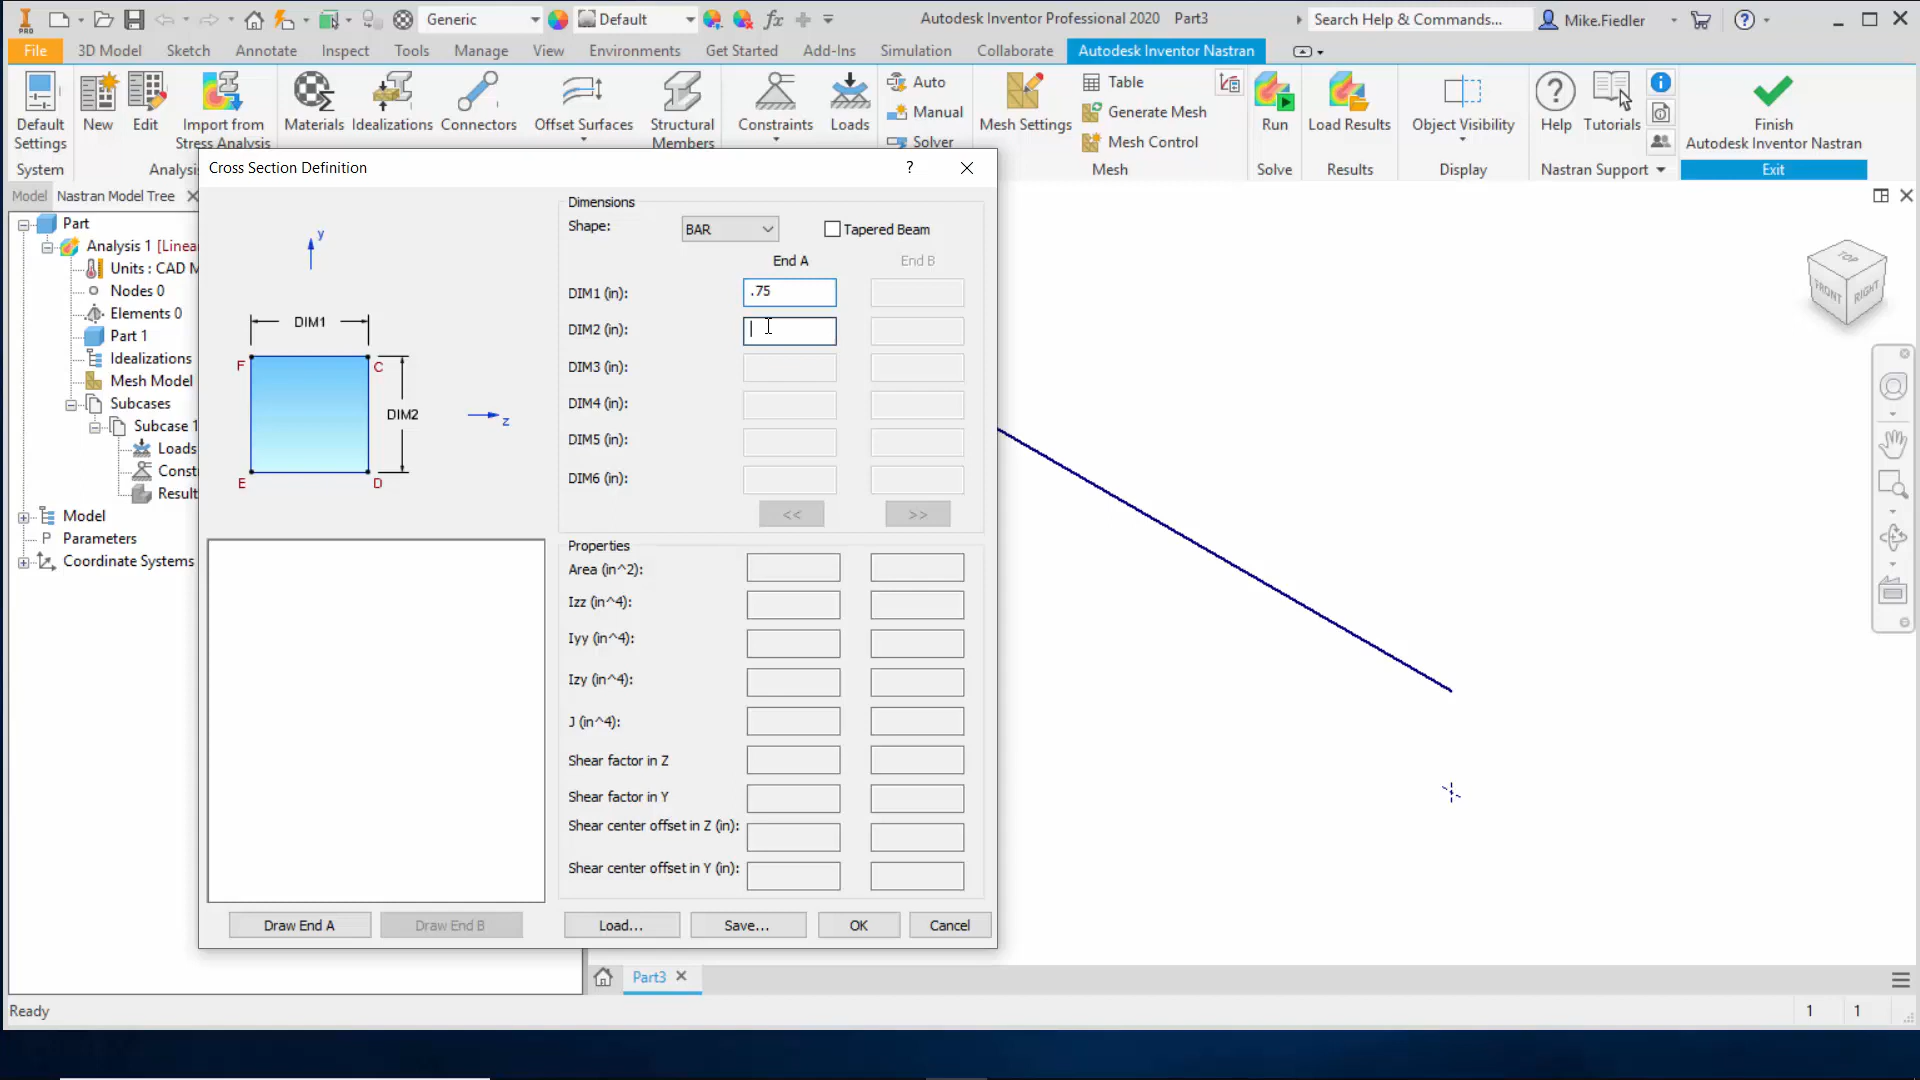 PRO
Generic
Default
fx
Autodesk Inventor Professional 2020 Part3
Search Help & Commands...
Mike.Fiedler
File
3D Model
Sketch
Annotate
Inspect
Tools
Manage
View
Environments
Get Started
Add-Ins
Simulation
Collaborate
Autodesk Inventor Nastran
Default Settings
New
Edit
Import from Stress Analysis
Materials
Idealizations
Connectors
Offset Surfaces
Structural Members
Constraints
Loads
Auto
Manual
Solver
Mesh Settings
Table
Generate Mesh
Mesh Control
Run
Load Results
Object Visibility
Help
Tutorials
Finish
Autodesk Inventor Nastran
System
Analysis
Mesh
Solve
Results
Display
Nastran Support
Exit
Model
Nastran Model Tree
Part
Analysis 1 [Linea
Units : CAD M
Nodes 0
Elements 0
Part 1
Idealizations
Mesh Model
Subcases
Subcase 1
Loads
Constr
Result
Model
Parameters
Coordinate Systems
Cross Section Definition
?
y
DIM1
F
C
DIM2
z
E
D
Dimensions
Shape:
BAR
Tapered Beam
End A
End B
DIM1 (in):
.75
DIM2 (in):
DIM3 (in):
DIM4 (in):
DIM5 (in):
DIM6 (in):
<<
>>
Properties
Area (in^2):
Izz (in^4):
Iyy (in^4):
Izy (in^4):
J (in^4):
Shear factor in Z
Shear factor in Y
Shear center offset in Z (in):
Shear center offset in Y (in):
Draw End A
Draw End B
Load...
Save...
OK
Cancel
TOP
FRONT
RIGHT
Part3
Ready
1
1